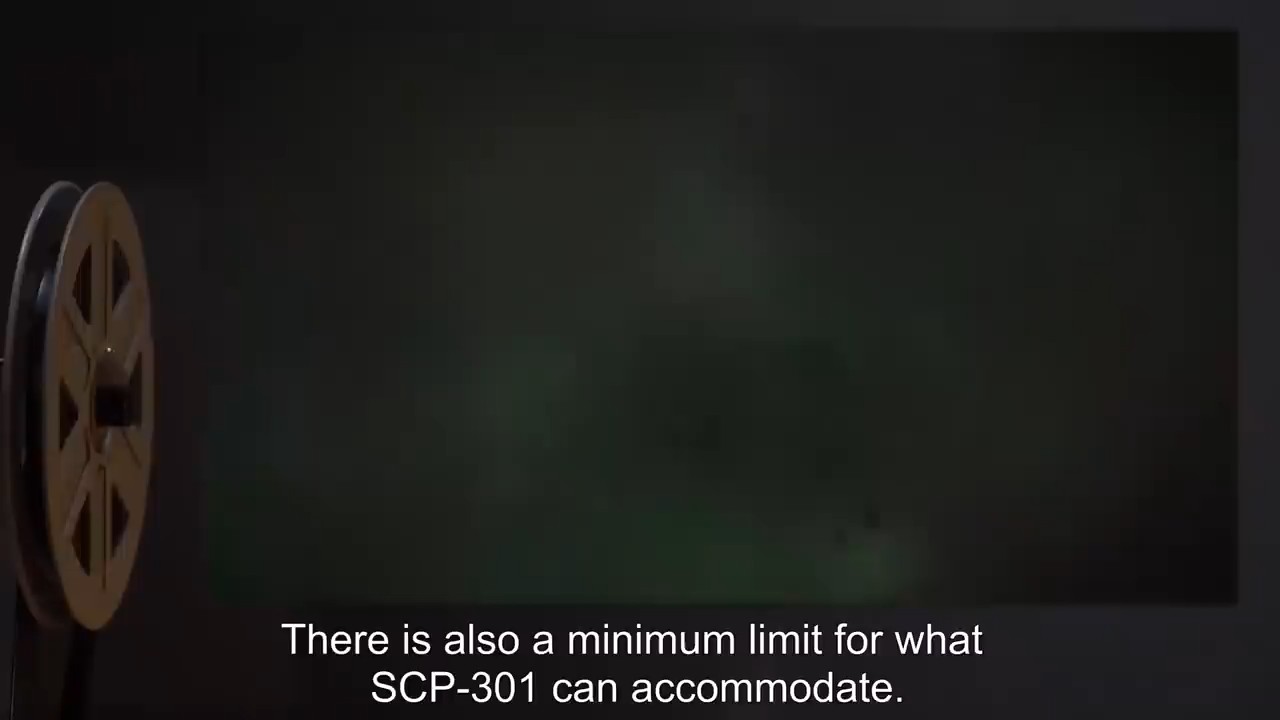 There is also a minimum limit for what
SCP-301 can accommodate.